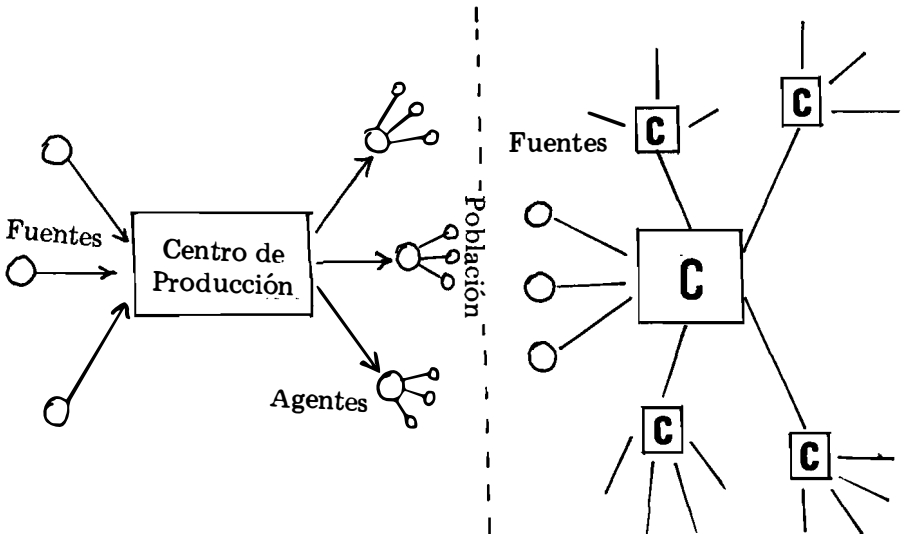 Fuentes
Centro de
Producción
Agentes
Población
Fuentes
C
C
C
C
C